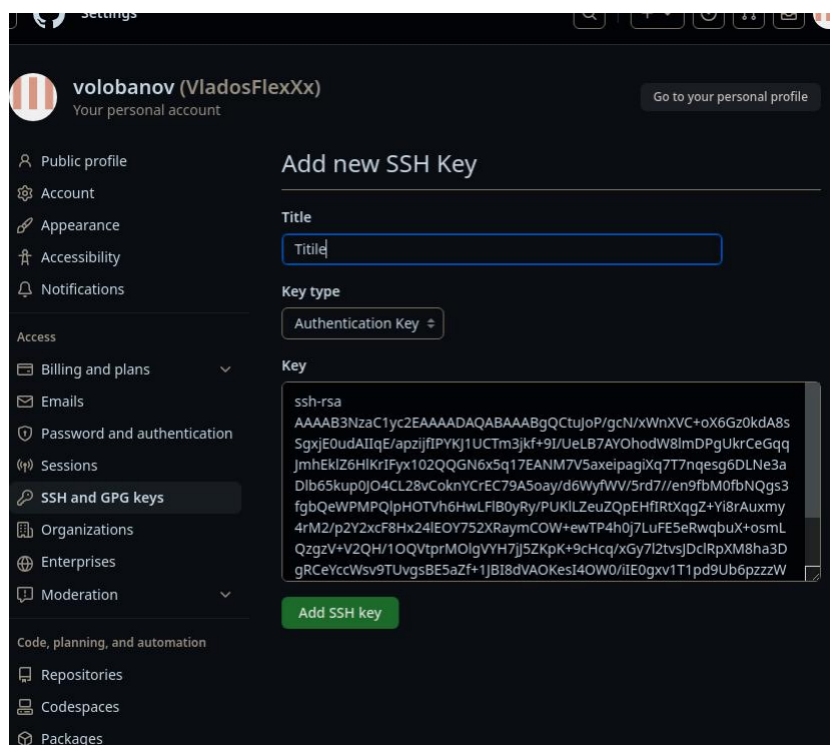 Settings
volobanov (VladosFlexXx)
Your personal account
Go to your personal profile
Public profile
Account
Appearance
Accessibility
Notifications
Access
Billing and plans
Emails
Password and authentication
Sessions
SSH and GPG keys
Organizations
Enterprises
Moderation
Code, planning, and automation
Repositories
Codespaces
Packages
Add new SSH Key
Title
Titile
Key type
Authentication Key
Key
ssh-rsa
AAAAB3NzaC1yc2EAAAADAQABAAABgQCtuJoP/gcN/xWnXVC+oX6Gz0kdA8s
SgxjE0udAIIqE/apzijfIPYKJ1UCTm3jkf+9I/UeLB7AYOhodW8lmDPgUkrCeGqq
JmhEklZ6HlKrIFyx102QQGN6x5q17EANM7V5axeipagiXq7T7nqesg6DLNe3a
Dlb65kup0JO4CL28vCoknYCrEC79A5oay/d6WyfWV/5rd7//en9fbM0fbNQgs3
fgbQeWPMPQlpHOTVh6HwLFlB0yRy/PUKlLZeuZQpEHfIRtXqgZ+Yi8rAuxmy
4rM2/p2Y2xcF8Hx24lEOY752XRaymCOW+ewTP4h0j7LuFE5eRwqbuX+osmL
QzgzV+V2QH/1OQVtprMOlgVYH7jJ5ZKpK+9cHcq/xGy7l2tvsJDclRpXM8ha3D
gRCeYccWsv9TUvgsBE5aZf+1JBI8dVAOKesI4OW0/iIE0gxv1T1pd9Ub6pzzzW
Add SSH key